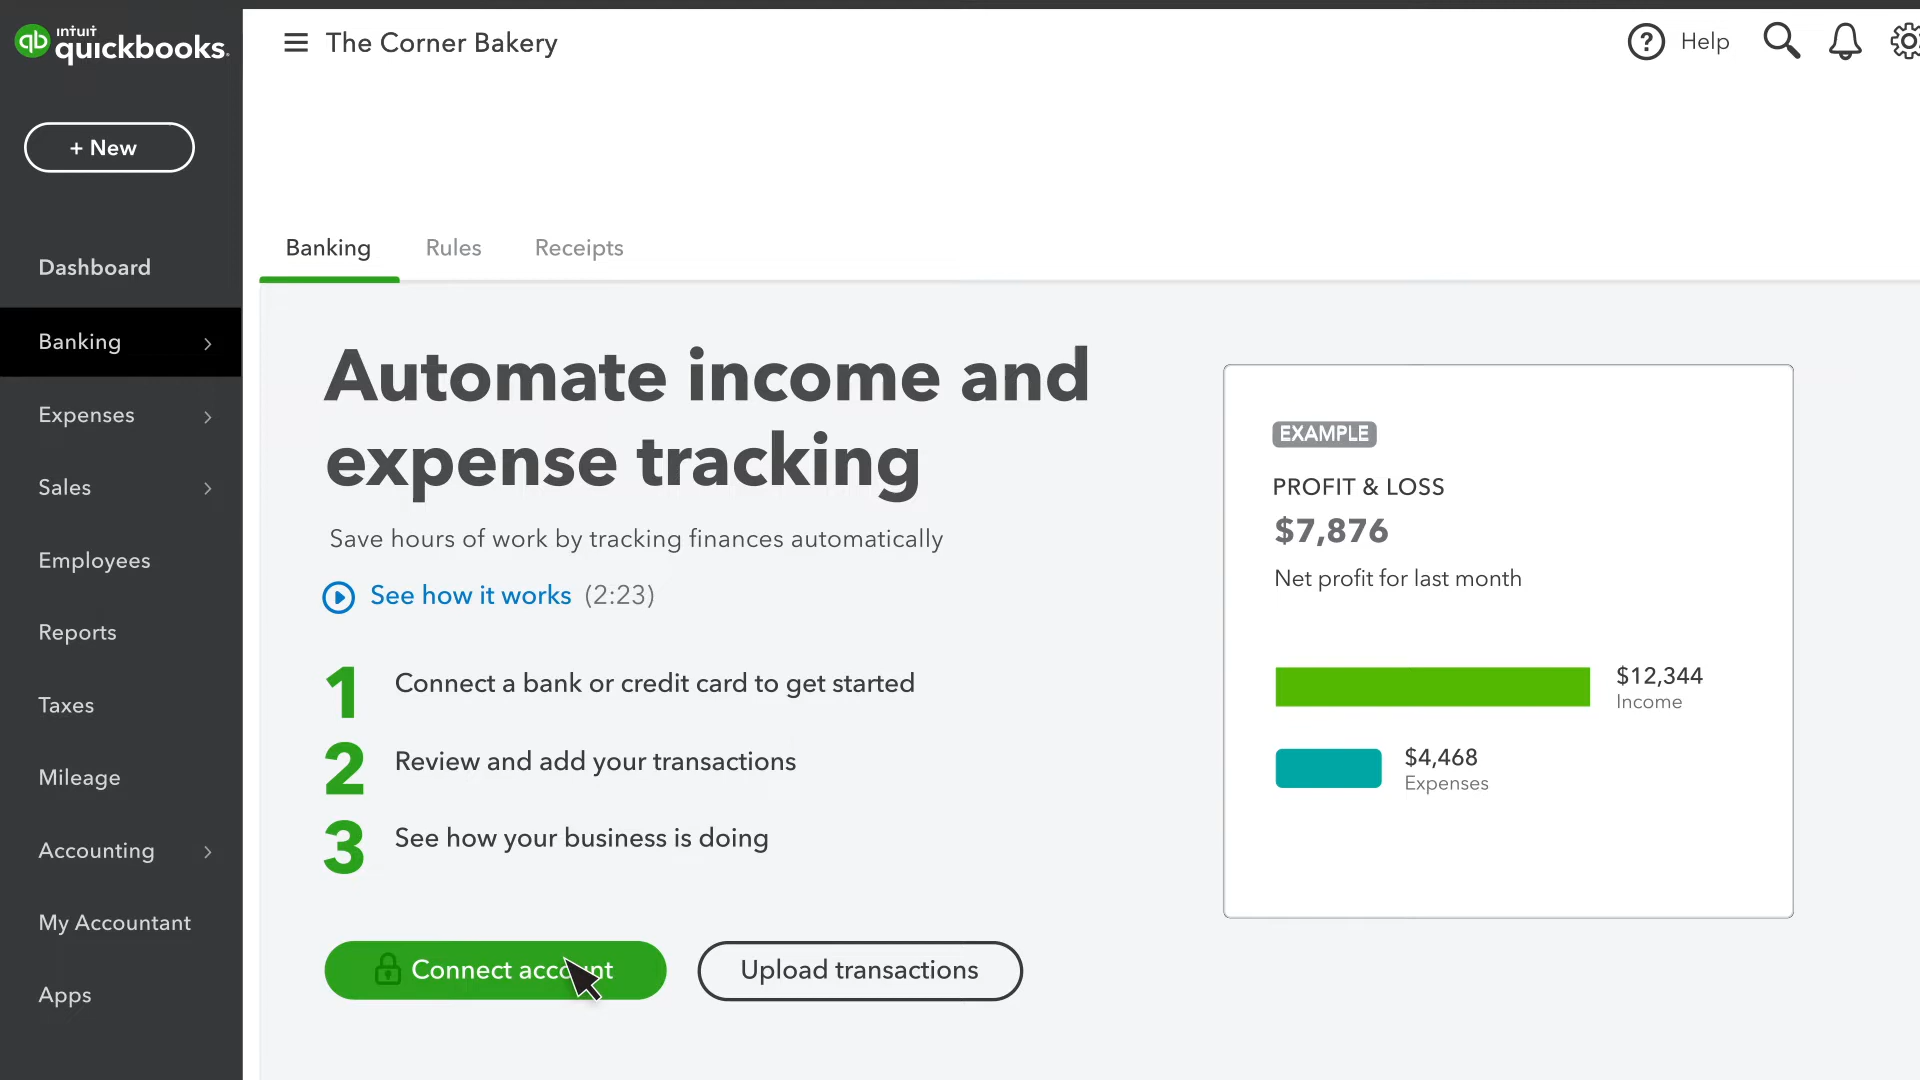 intuit
quickbooks.
The Corner Bakery
Help
+ New
Dashboard
Banking
Expenses
Sales
Employees
Reports
Taxes
Mileage
Accounting
My Accountant
Apps
Banking
Rules
Receipts
Automate income and
expense tracking
Save hours of work by tracking finances automatically
See how it works (2:23)
1 Connect a bank or credit card to get started
2 Review and add your transactions
3 See how your business is doing
Connect account
Upload transactions
EXAMPLE
PROFIT & LOSS
$7,876
Net profit for last month
$12,344
Income
$4,468
Expenses